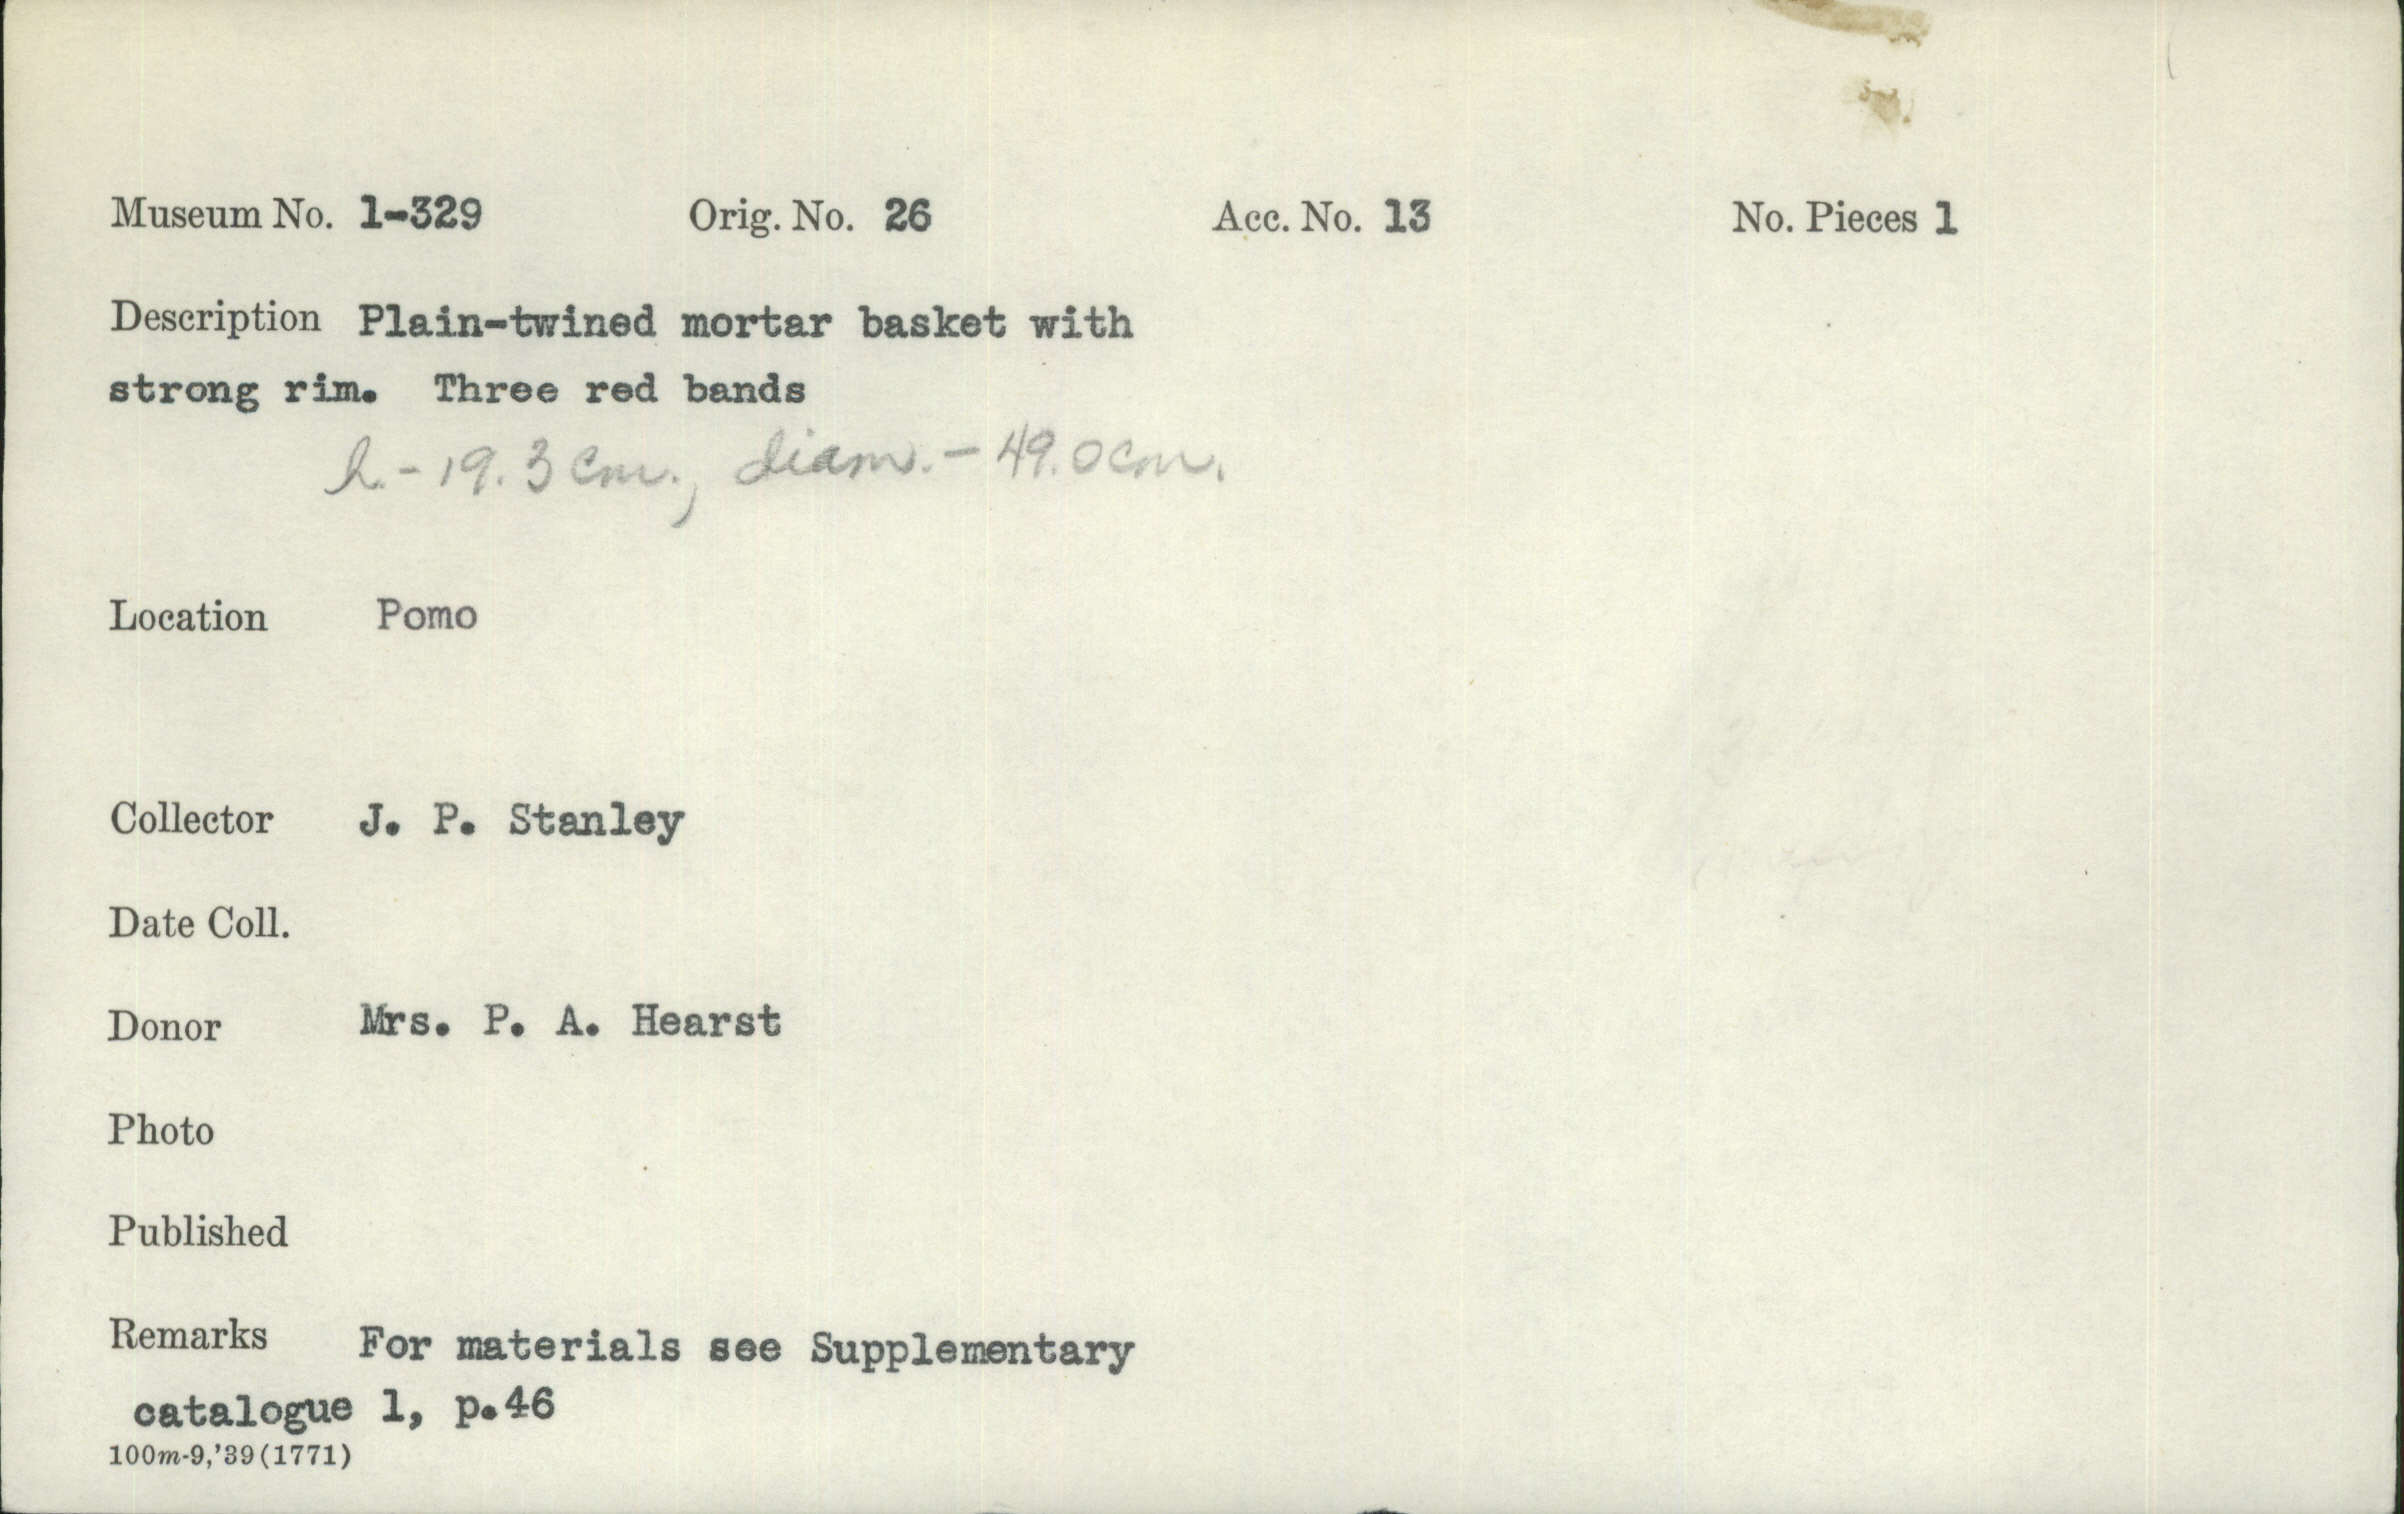 Museum No. 1-329 Orig. No. 26 Acc. No. 13 No. Pieces 1
Description Plain-twined mortar basket with
strong rim. Three red bands
h. - 19.3 cm., diam. - 49.0 cm.
Location Pomo
Collector J. P. Stanley
Date Coll.
Donor Mrs. P. A. Hearst
Photo
Published
Remarks For materials see Supplementary
catalogue 1, p.46
100m-9,'39(1771)